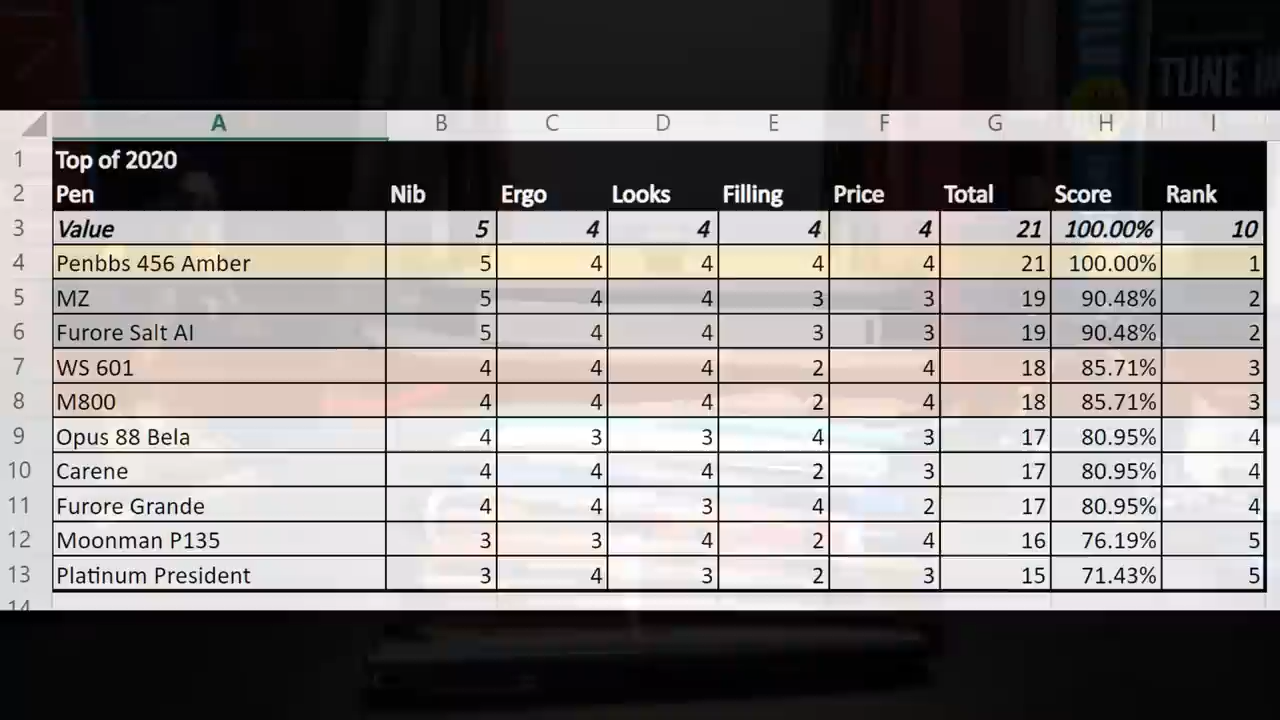 TUNE I
A B C D E F G H I
1 Top of 2020
2 Pen Nib Ergo Looks Filling Price Total Score Rank
3 Value 5 4 4 4 4 21 100.00% 10
4 Penbbs 456 Amber 5 4 4 4 4 21 100.00% 1
5 MZ 5 4 4 3 3 19 90.48% 2
6 Furore Salt AI 5 4 4 3 3 19 90.48% 2
7 WS 601 4 4 4 2 4 18 85.71% 3
8 M800 4 4 4 2 4 18 85.71% 3
9 Opus 88 Bela 4 3 3 4 3 17 80.95% 4
10 Carene 4 4 4 2 3 17 80.95% 4
11 Furore Grande 4 4 3 4 2 17 80.95% 4
12 Moonman P135 3 3 4 2 4 16 76.19% 5
13 Platinum President 3 4 3 2 3 15 71.43% 5
14